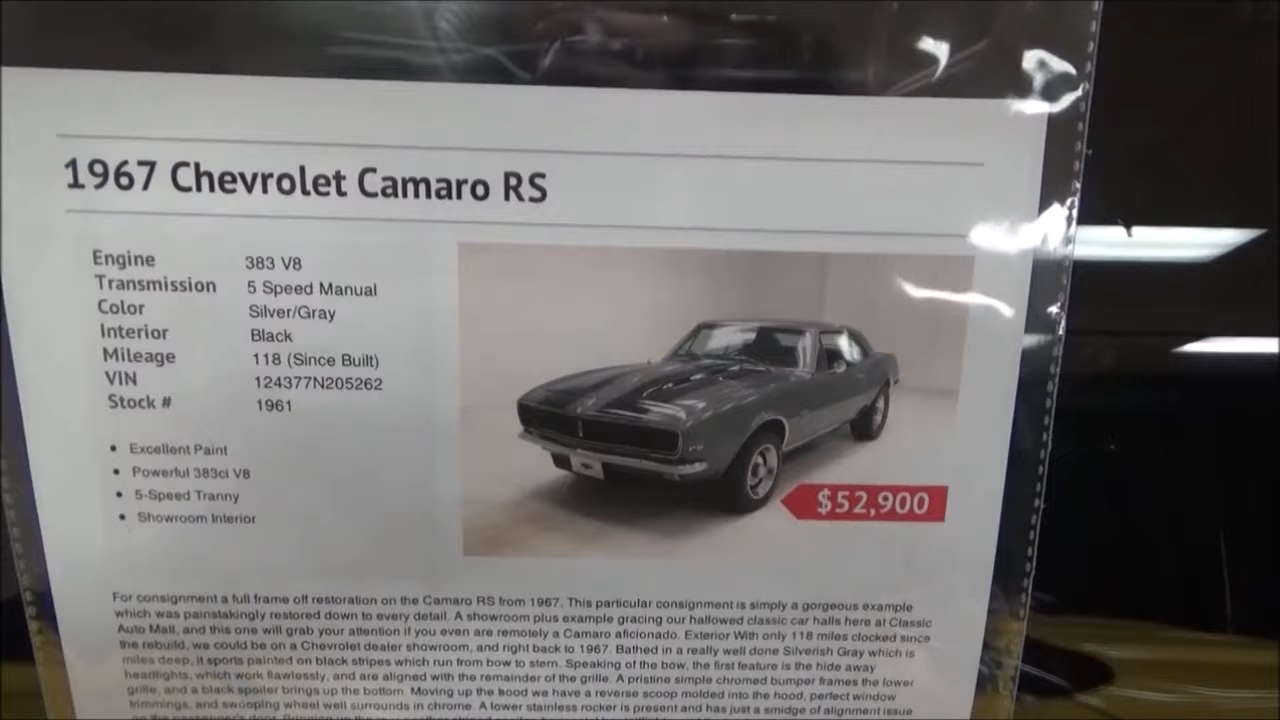 1967 Chevrolet Camaro RS
Engine 383 V8
Transmission 5 Speed Manual
Color Silver/Gray
Interior Black
Mileage 118 (Since Built)
VIN 124377N205262
Stock # 1961
• Excellent Paint
• Powerful 383ci V8
• 5-Speed Tranny
• Showroom Interior
$52,900
For consignment a full frame off restoration on the Camaro RS from 1967. This particular consignment is simply a gorgeous example
which was painstakingly restored down to every detail. A showroom plus example gracing our hallowed classic car halls here at Classic
Auto Mall, and this one will grab your attention if you even are remotely a Camaro aficionado. Exterior With only 118 miles clocked since
the rebuild, we could be on a Chevrolet dealer showroom, and right back to 1967. Bathed in a really well done Silverish Gray which is
miles deep, it sports painted on black stripes which run from bow to stern. Speaking of the bow, the first feature is the hide away
headlights, which work flawlessly, and are aligned with the remainder of the grille. A pristine simple chromed bumper frames the lower
grille, and a black spoiler brings up the bottom. Moving up the hood we have a reverse scoop molded into the hood, perfect window
trimmings, and swooping wheel well surrounds in chrome. A lower stainless rocker is present and has just a smidge of alignment issue